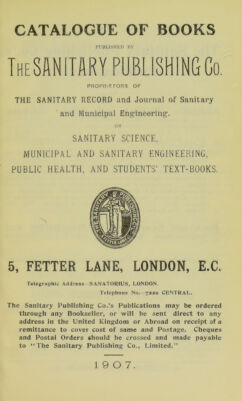 CATALOGUE OF BOOKS
PUBLISHED BY
THE SANITARY PUBLISHING Co.
PROPRIETORS OF
THE SANITARY RECORD and Journal of Sanitary
and Municipal Engineering.
ON
SANITARY SCIENCE,
MUNICIPAL AND SANITARY ENGINEERING,
PUBLIC HEALTH, AND STUDENTS' TEXT-BOOKS.
5, FETTER LANE, LONDON, E.C.
Telegraphic Address—SANATORIUS, LONDON.
Telephone No.—7222 CENTRAL.
The Sanitary Publishing Co.'s Publications may be ordered
through any Bookseller, or will be sent direct to any
address in the United Kingdom or Abroad on receipt of a
remittance to cover cost of same and Postage. Cheques
and Postal Orders should be crossed and made payable
to "The Sanitary Publishing Co., Limited."
1907.